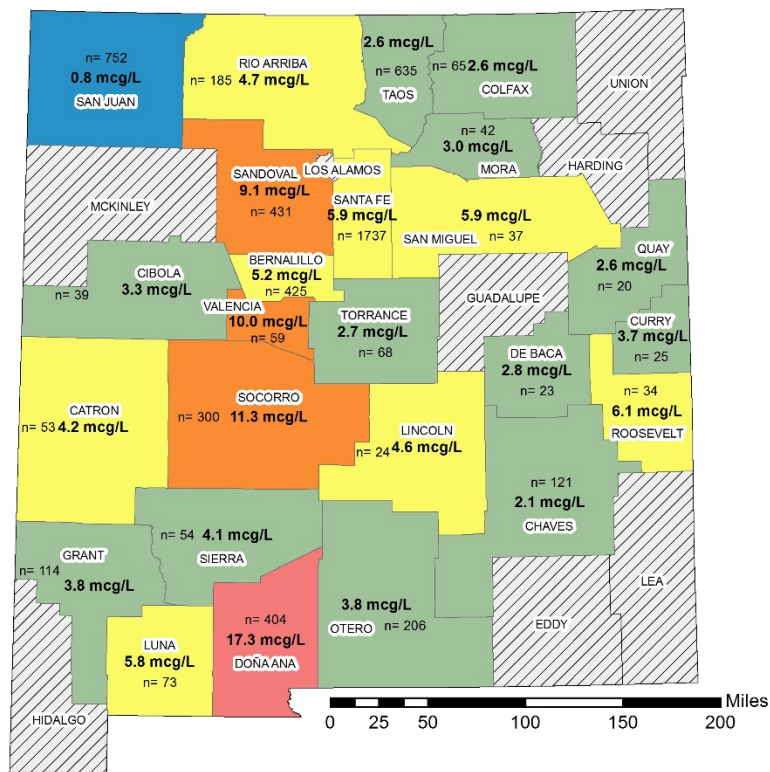 n= 752
0.8 mcg/L
SAN JUAN
RIO ARRIBA
n= 185 4.7 mcg/L
2.6 mcg/L
n= 635
TAOS
n= 65 2.6 mcg/L
COLFAX
UNION
n= 42
3.0 mcg/L
MORA
HARDING
MCKINLEY
SANDOVAL
9.1 mcg/L
n= 431
LOS ALAMOS
SANTA FE
5.9 mcg/L
n= 1737
5.9 mcg/L
SAN MIGUEL n= 37
QUAY
2.6 mcg/L
n= 20
CIBOLA
n= 39 3.3 mcg/L
BERNALILLO
5.2 mcg/L
n= 425
VALENCIA
10.0 mcg/L
n= 59
TORRANCE
2.7 mcg/L
n= 68
GUADALUPE
CURRY
3.7 mcg/L
n= 25
DE BACA
2.8 mcg/L
n= 23
n= 34
6.1 mcg/L
ROOSEVELT
CATRON
n= 53 4.2 mcg/L
SOCORRO
n= 300 11.3 mcg/L
LINCOLN
n= 24 4.6 mcg/L
n= 121
2.1 mcg/L
CHAVES
GRANT
n= 114
3.8 mcg/L
n= 54 4.1 mcg/L
SIERRA
LEA
n= 404
17.3 mcg/L
DOÑA ANA
3.8 mcg/L
OTERO n= 206
EDDY
LUNA
5.8 mcg/L
n= 73
HIDALGO
Miles
0 25 50 100 150 200